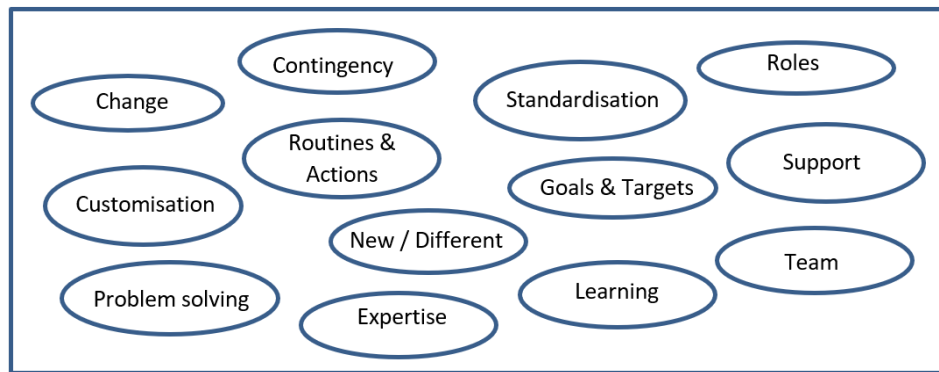 Contingency
Roles
Change
Standardisation
Routines &
Actions
Support
Goals & Targets
Customisation
New / Different
Team
Problem solving
Learning
Expertise